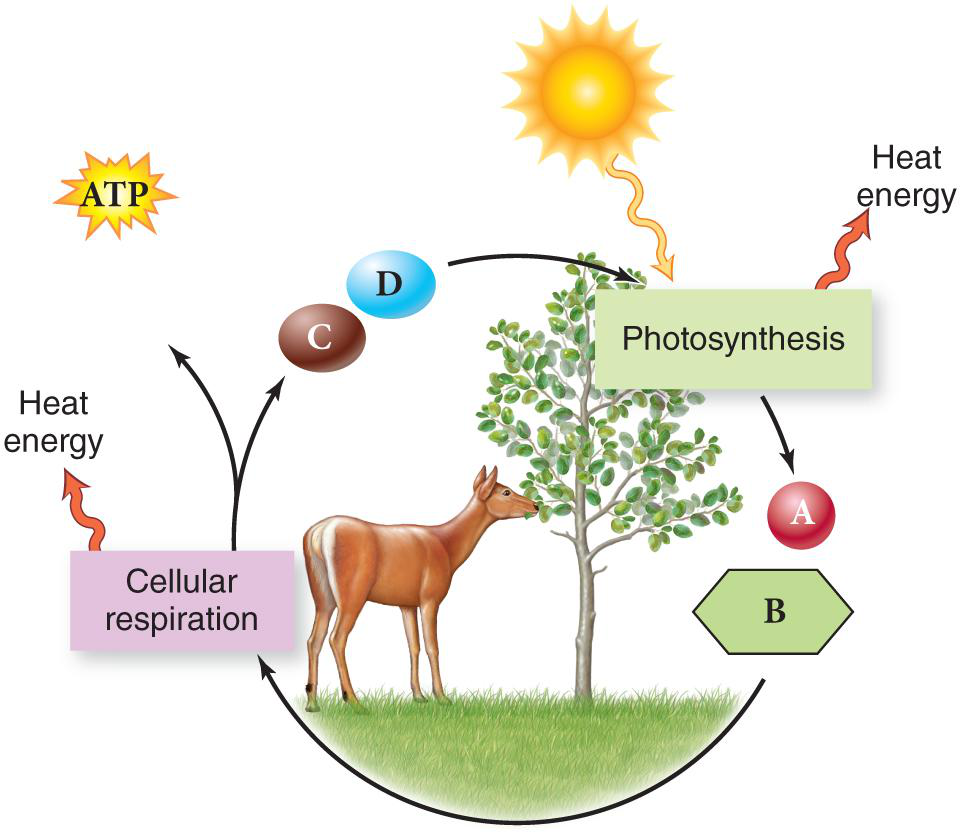 ATP
Heat
energy
D
C
Photosynthesis
Heat
energy
A
Cellular
respiration
B